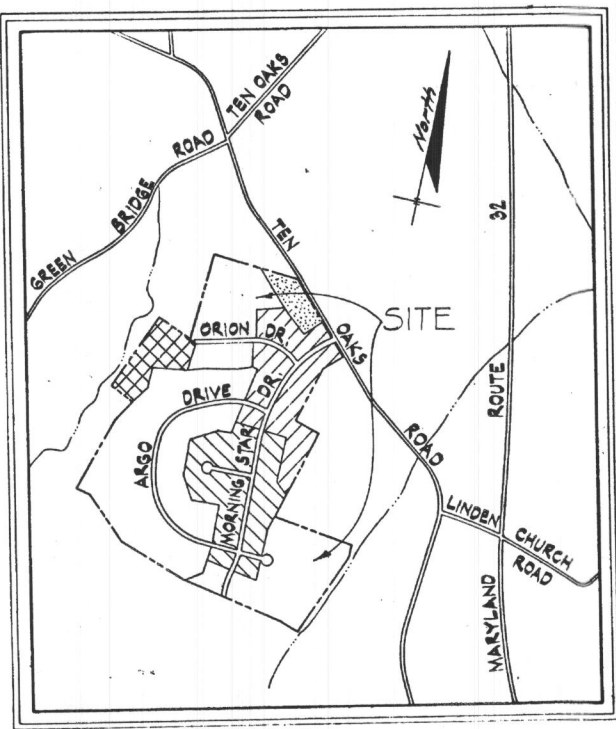 TEN OAKS
ROAD
GREEN BRIDGE ROAD
North
TEN OAKS ROAD
MARYLAND ROUTE 32
SITE
ORION DR.
ARGO DRIVE
MORNING STAR DR.
LINDEN CHURCH
ROAD